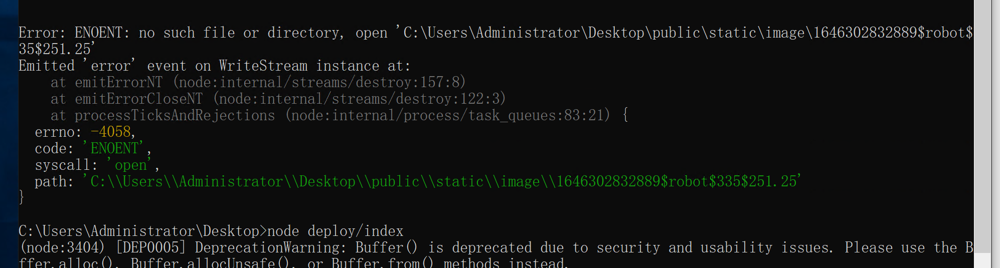 Error: ENOENT: no such file or directory, open 'C:\Users\Administrator\Desktop\public\static\image\1646302832889$robot$
35$251.25'
Emitted 'error' event on WriteStream instance at:
    at emitErrorNT (node:internal/streams/destroy:157:8)
    at emitErrorCloseNT (node:internal/streams/destroy:122:3)
    at processTicksAndRejections (node:internal/process/task_queues:83:21) {
  errno: -4058,
  code: 'ENOENT',
  syscall: 'open',
  path: 'C:\\Users\\Administrator\\Desktop\\public\\static\\image\\1646302832889$robot$335$251.25'
}
C:\Users\Administrator\Desktop>node deploy/index
(node:3404) [DEP0005] DeprecationWarning: Buffer() is deprecated due to security and usability issues. Please use the B
ffer.alloc(), Buffer.allocUnsafe(), or Buffer.from() methods instead.